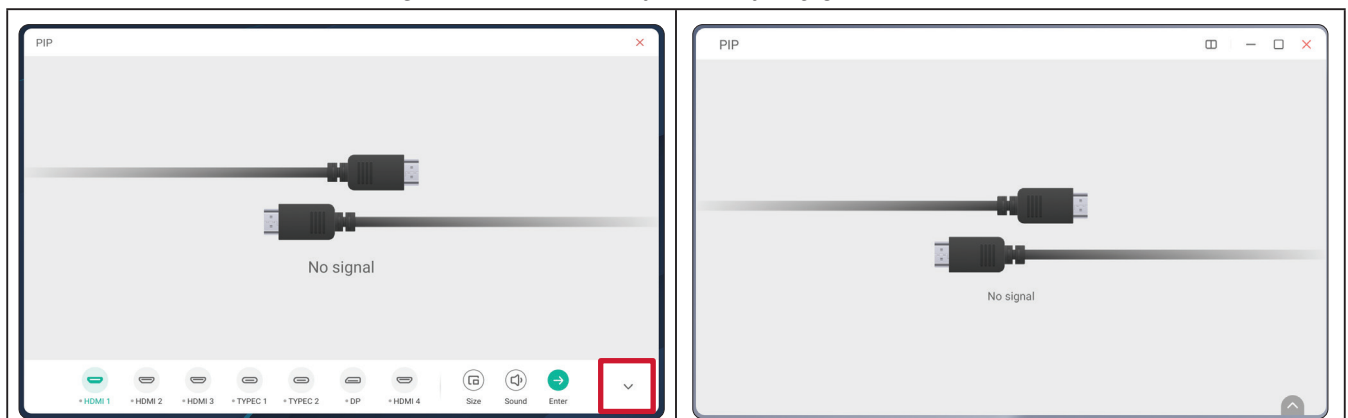 PIP
No signal
HDMI 1 HDMI 2 HDMI 3 TYPEC 1 TYPEC 2 DP HDMI 4 Size Sound Enter
PIP
No signal